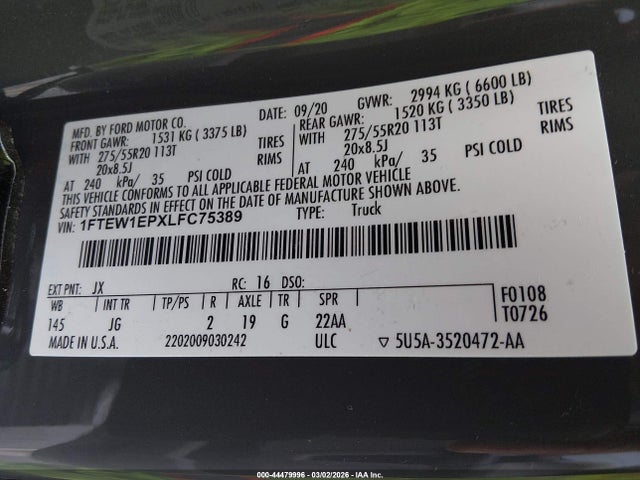 MFD. BY FORD MOTOR CO. DATE: 09/20 GVWR: 2994 KG ( 6600 LB)
FRONT GAWR: 1531 KG ( 3375 LB) REAR GAWR: 1520 KG ( 3350 LB)
WITH 275/55R20 113T TIRES WITH 275/55R20 113T TIRES
20x8.5J RIMS 20x8.5J RIMS
AT 240 kPa/ 35 PSI COLD AT 240 kPa/ 35 PSI COLD
THIS VEHICLE CONFORMS TO ALL APPLICABLE FEDERAL MOTOR VEHICLE
SAFETY STANDARDS IN EFFECT ON THE DATE OF MANUFACTURE SHOWN ABOVE.
VIN: 1FTEW1EPXLFC75389 TYPE: Truck
EXT PNT: JX RC: 16 DSO:
WB INT TR TP/PS R AXLE TR SPR F0108
145 JG 2 19 G 22AA T0726
MADE IN U.S.A. 2202009030242 ULC ▽ 5U5A-3520472-AA
000-44479996 - 03/02/2026 - IAA Inc.